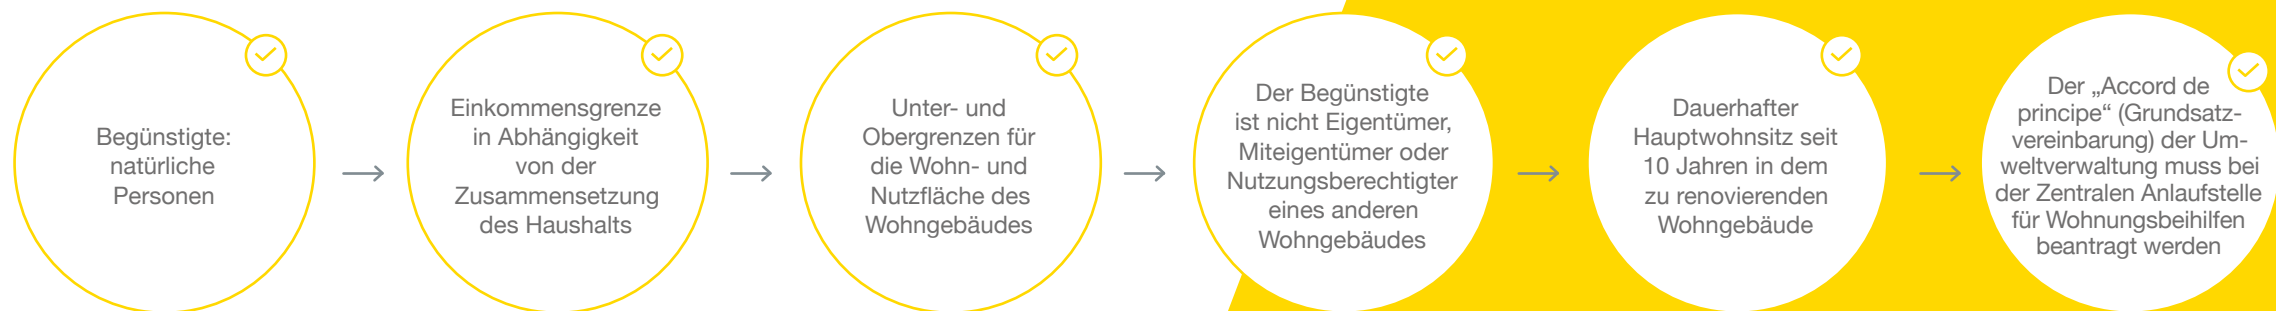 Begünstigte:
natürliche
Personen
Einkommensgrenze
in Abhängigkeit
von der
Zusammensetzung
des Haushalts
Unter- und
Obergrenzen für
die Wohn- und
Nutzfläche des
Wohngebäudes
Der Begünstigte
ist nicht Eigentümer,
Miteigentümer oder
Nutzungsberechtigter
eines anderen
Wohngebäudes
Dauerhafter
Hauptwohnsitz seit
10 Jahren in dem
zu renovierenden
Wohngebäude
Der „Accord de
principe“ (Grundsatz-
vereinbarung) der Um-
weltverwaltung muss bei
der Zentralen Anlaufstelle
für Wohnungsbeihilfen
beantragt werden